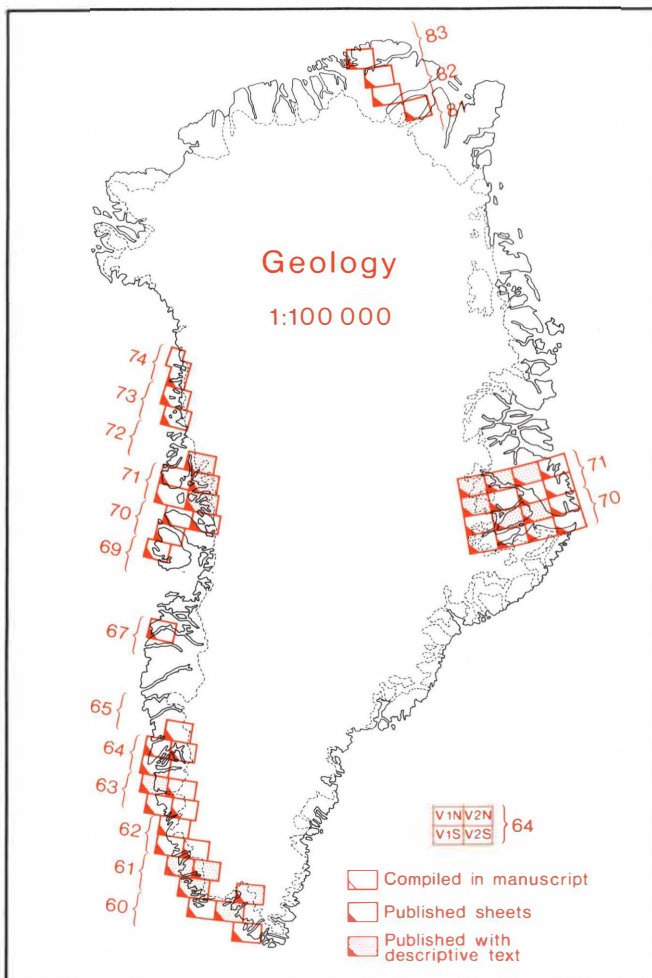 83
82
81
Geology
1:100 000
74
73
72
71
70
69
71
70
67
65
64
63
62
61
60
V1N V2N
V1S V2S
64
Compiled in manuscript
Published sheets
Published with
descriptive text